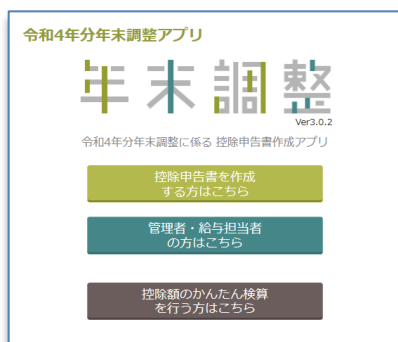 令和4年分年末調整アプリ
年末調整
Ver3.0.2
令和4年分年末調整に係る 控除申告書作成アプリ
控除申告書を作成
する方はこちら
管理者・給与担当者
の方はこちら
控除額のかんたん検算
を行う方はこちら